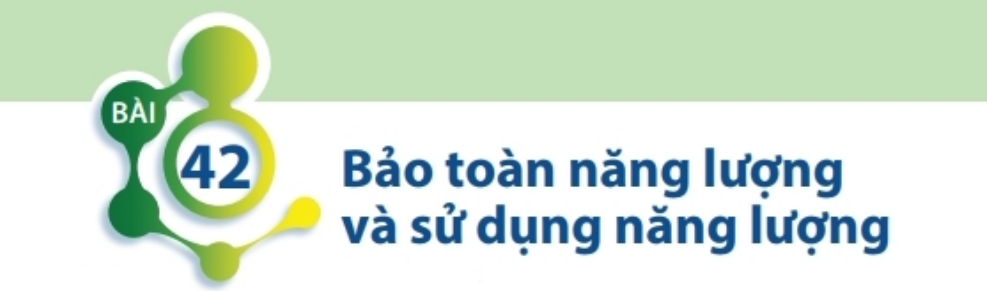 BÀI
42
Bảo toàn năng lượng
và sử dụng năng lượng